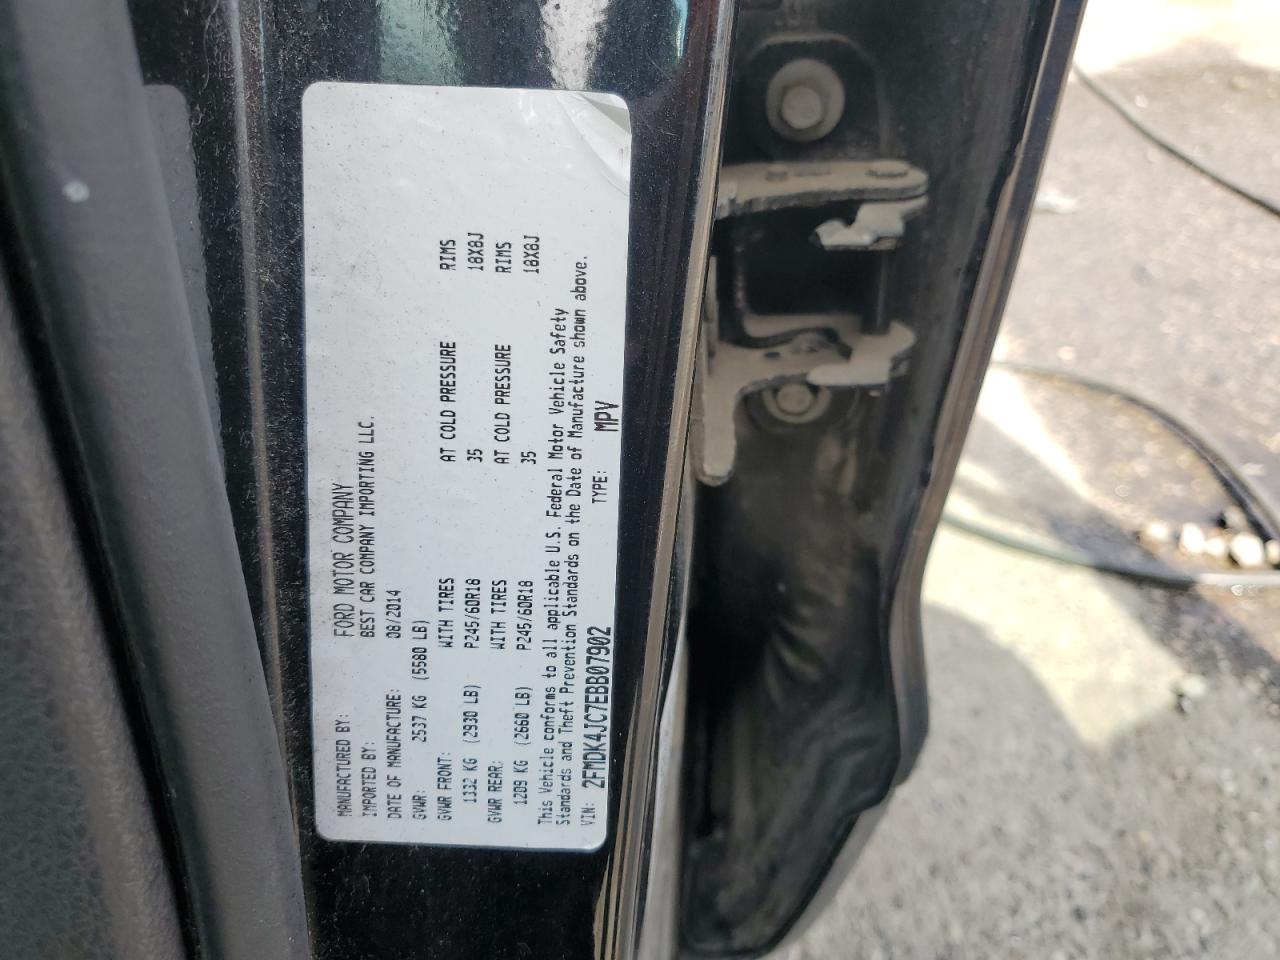 MANUFACTURED BY: FORD MOTOR COMPANY
IMPORTED BY: BEST CAR COMPANY IMPORTING LLC.
DATE OF MANUFACTURE: 08/2014
GVWR: 2537 KG (5580 LB)
GVWR FRONT: WITH TIRES AT COLD PRESSURE RIMS
1332 KG (2930 LB) P245/60R18 35 18X8J
GVWR REAR: WITH TIRES AT COLD PRESSURE RIMS
1209 KG (2660 LB) P245/60R18 35 18X8J
This Vehicle conforms to all applicable U.S. Federal Motor Vehicle Safety
Standards and Theft Prevention Standards on the Date of Manufacture shown above.
VIN: 2FMDK4JC7EBB07902 TYPE: MPV